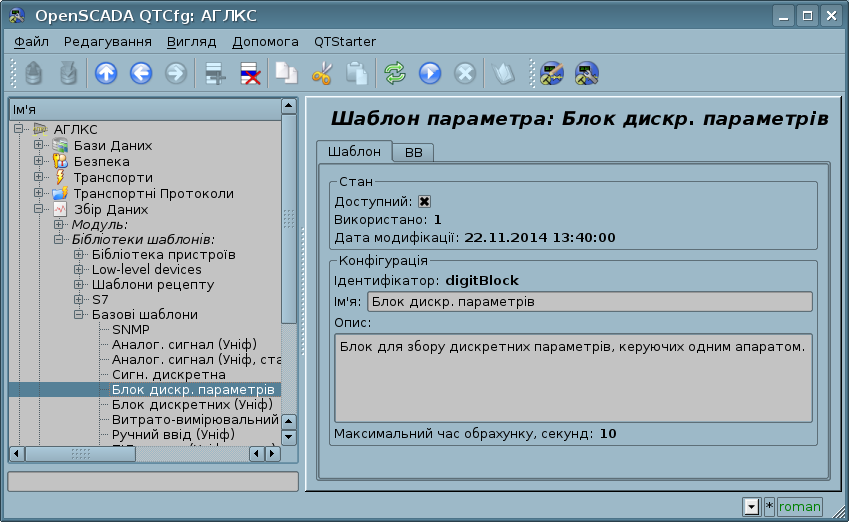 OpenSCADA QTCfg: АГЛКС
Файл Редагування Вигляд Допомога QTStarter
Ім'я
АГЛКС
Бази Даних
Безпека
Транспорти
Транспортні Протоколи
Збір Даних
Модуль:
Бібліотеки шаблонів:
Бібліотека пристроїв
Low-level devices
Шаблони рецепту
S7
Базові шаблони
SNMP
Аналог. сигнал (Уніф)
Аналог. сигнал (Уніф, ста
Сигн. дискретна
Блок дискр. параметрів
Блок дискретних (Уніф)
Витрато-вимірювальний
Ручний ввід (Уніф)
Шаблон параметра: Блок дискр. параметрів
Шаблон ВВ
Стан
Доступний:
Використано: 1
Дата модифікації: 22.11.2014 13:40:00
Конфігурація
Ідентифікатор: digitBlock
Ім'я: Блок дискр. параметрів
Опис:
Блок для збору дискретних параметрів, керуючих одним апаратом.
Максимальний час обрахунку, секунд: 10
* roman